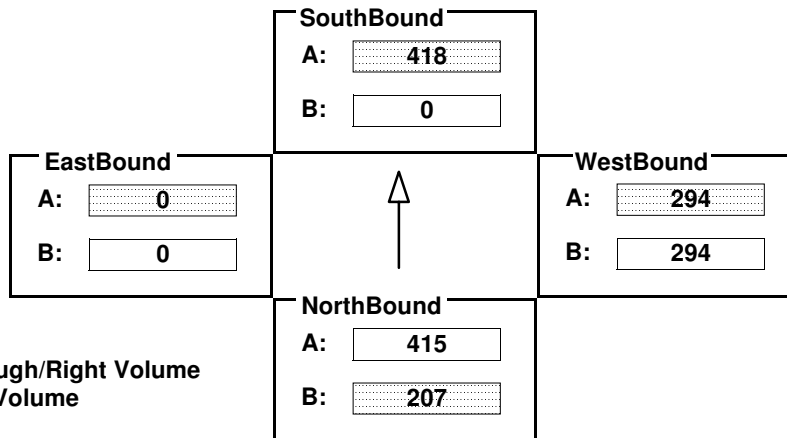 SouthBound
A: 418
B: 0
EastBound
A: 0
B: 0
WestBound
A: 294
B: 294
NorthBound
A: 415
B: 207
ugh/Right Volume
Volume